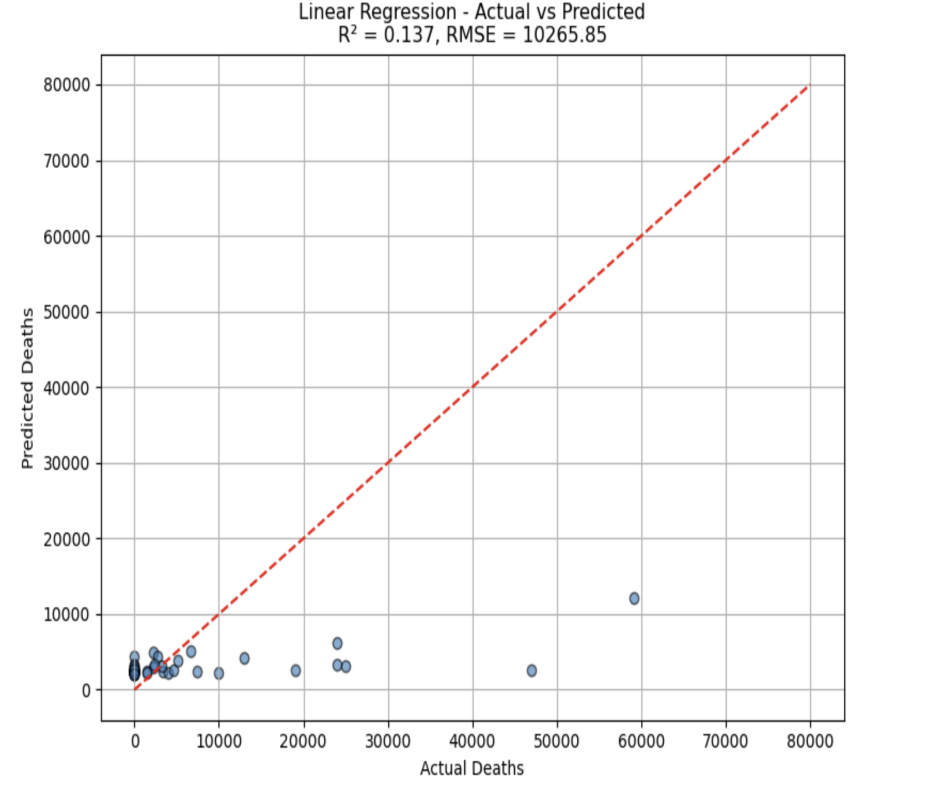 Linear Regression - Actual vs Predicted
R² = 0.137, RMSE = 10265.85
80000
70000
60000
50000
40000
30000
20000
10000
0
Predicted Deaths
0 10000 20000 30000 40000 50000 60000 70000 80000
Actual Deaths